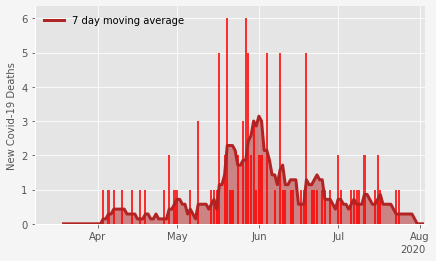 7 day moving average
New Covid-19 Deaths
6
5
4
3
2
1
0
Apr
May
Jun
Jul
Aug
2020